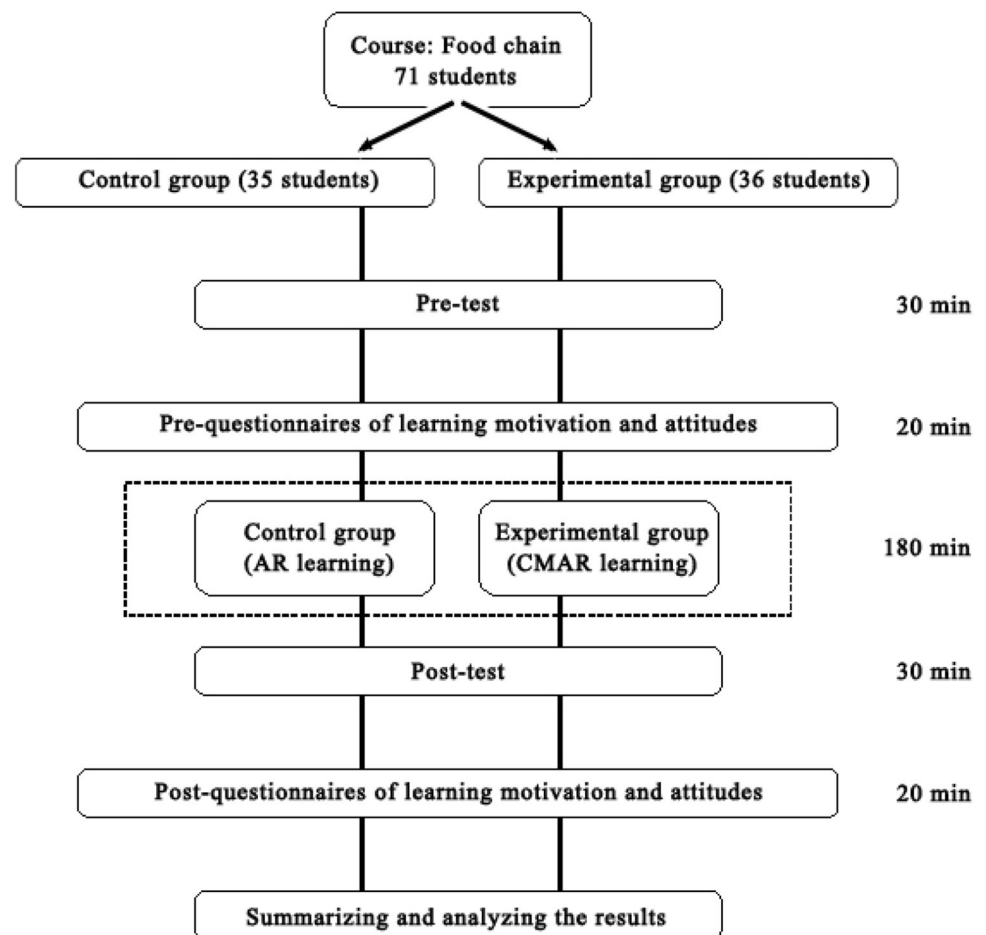 Course: Food chain
71 students
Control group (35 students)
Experimental group (36 students)
Pre-test
30 min
Pre-questionnaires of learning motivation and attitudes
20 min
Control group
(AR learning)
Experimental group
(CMAR learning)
180 min
Post-test
30 min
Post-questionnaires of learning motivation and attitudes
20 min
Summarizing and analyzing the results